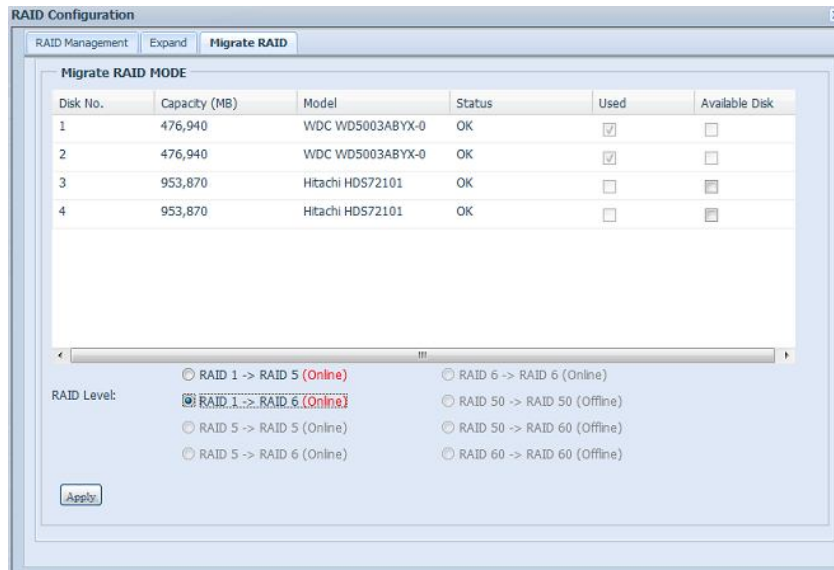 RAID Configuration
RAID Management Expand Migrate RAID
Migrate RAID MODE
Disk No. Capacity (MB) Model Status Used Available Disk
1 476,940 WDC WD5003ABYX-0 OK
2 476,940 WDC WD5003ABYX-0 OK
3 953,870 Hitachi HDS72101 OK
4 953,870 Hitachi HDS72101 OK
RAID Level:
RAID 1 -> RAID 5 (Online) RAID 6 -> RAID 6 (Online)
RAID 1 -> RAID 6 (Online) RAID 50 -> RAID 50 (Offline)
RAID 5 -> RAID 5 (Online) RAID 50 -> RAID 60 (Offline)
RAID 5 -> RAID 6 (Online) RAID 60 -> RAID 60 (Offline)
Apply